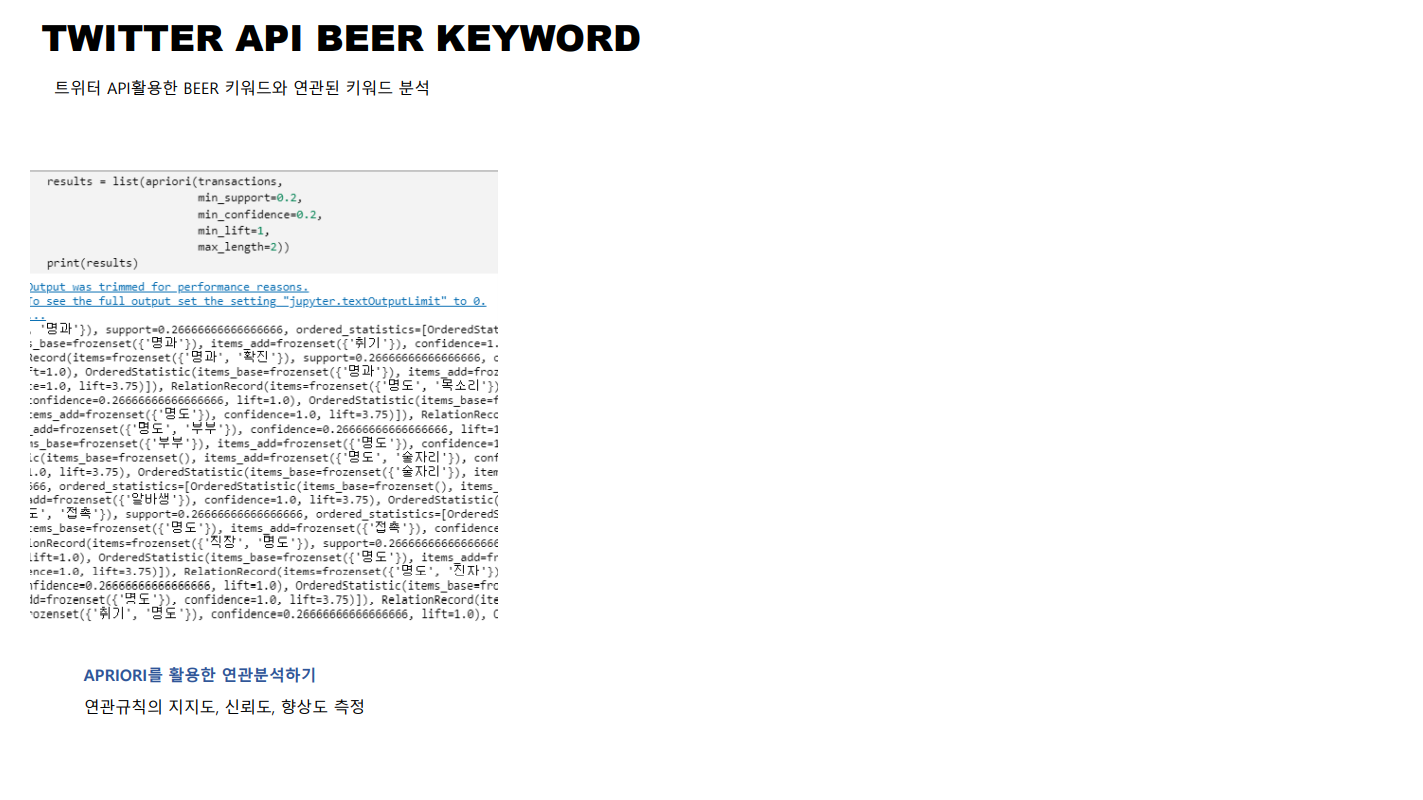 TWITTER API BEER KEYWORD
트위터 API활용한 BEER 키워드와 연관된 키워드 분석
results = list(apriori(transactions,
min_support=0.2,
min_confidence=0.2,
min_lift=1,
max_length=2))
print(results)
Output was trimmed for performance reasons.
To see the full output set the setting "jupyter.textOutputLimit" to 0.
...
, '명과'}), support=0.26666666666666666, ordered_statistics=[OrderedStat
s_base=frozenset({'명과'}), items_add=frozenset({'취기'}), confidence=1.
Record(items=frozenset({'명과', '확진'}), support=0.26666666666666666, o
ft=1.0), OrderedStatistic(items_base=frozenset({'명과'}), items_add=froz
ce=1.0, lift=3.75)]), RelationRecord(items=frozenset({'명도', '목소리'})
confidence=0.26666666666666666, lift=1.0), OrderedStatistic(items_base=f
tems_add=frozenset({'명도'}), confidence=1.0, lift=3.75)]), RelationReco
_add=frozenset({'명도', '부부'}), confidence=0.26666666666666666, lift=1
ms_base=frozenset({'부부'}), items_add=frozenset({'명도'}), confidence=1
ic(items_base=frozenset(), items_add=frozenset({'명도', '술자리'}), conf
1.0, lift=3.75), OrderedStatistic(items_base=frozenset({'술자리'}), item
666, ordered_statistics=[OrderedStatistic(items_base=frozenset(), items_
add=frozenset({'알바생'}), confidence=1.0, lift=3.75), OrderedStatistic(
도', '접촉'}), support=0.26666666666666666, ordered_statistics=[OrderedS
tems_base=frozenset({'명도'}), items_add=frozenset({'접촉'}), confidence
ionRecord(items=frozenset({'직장', '명도'}), support=0.26666666666666666
lift=1.0), OrderedStatistic(items_base=frozenset({'명도'}), items_add=fr
ence=1.0, lift=3.75)]), RelationRecord(items=frozenset({'명도', '진자'})
nfidence=0.26666666666666666, lift=1.0), OrderedStatistic(items_base=fro
dd=frozenset({'명도'}), confidence=1.0, lift=3.75)]), RelationRecord(ite
rozenset({'취기', '명도'}), confidence=0.26666666666666666, lift=1.0), O
APRIORI를 활용한 연관분석하기
연관규칙의 지지도, 신뢰도, 향상도 측정